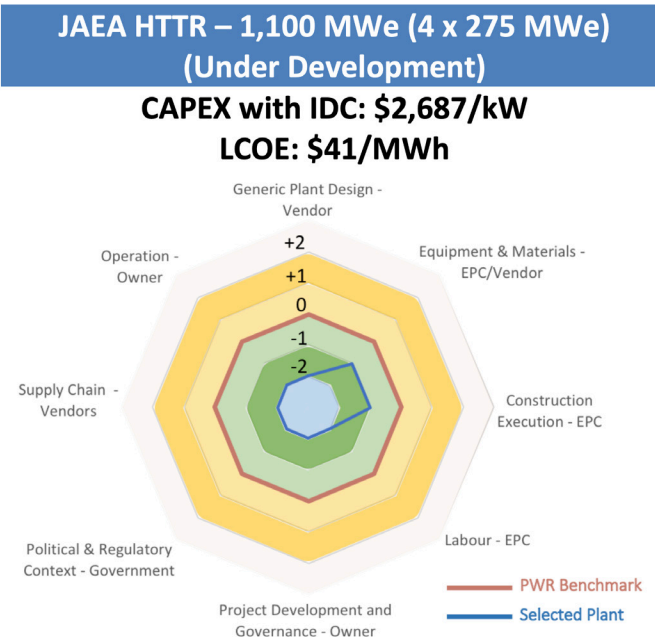 JAEA HTTR – 1,100 MWe (4 x 275 MWe)
(Under Development)
CAPEX with IDC: $2,687/kW
LCOE: $41/MWh
Generic Plant Design -
Vendor
Equipment & Materials -
EPC/Vendor
Operation -
Owner
+2
+1
0
-1
-2
Supply Chain -
Vendors
Construction
Execution - EPC
Labour - EPC
Political & Regulatory
Context - Government
Project Development and
Governance - Owner
PWR Benchmark
Selected Plant